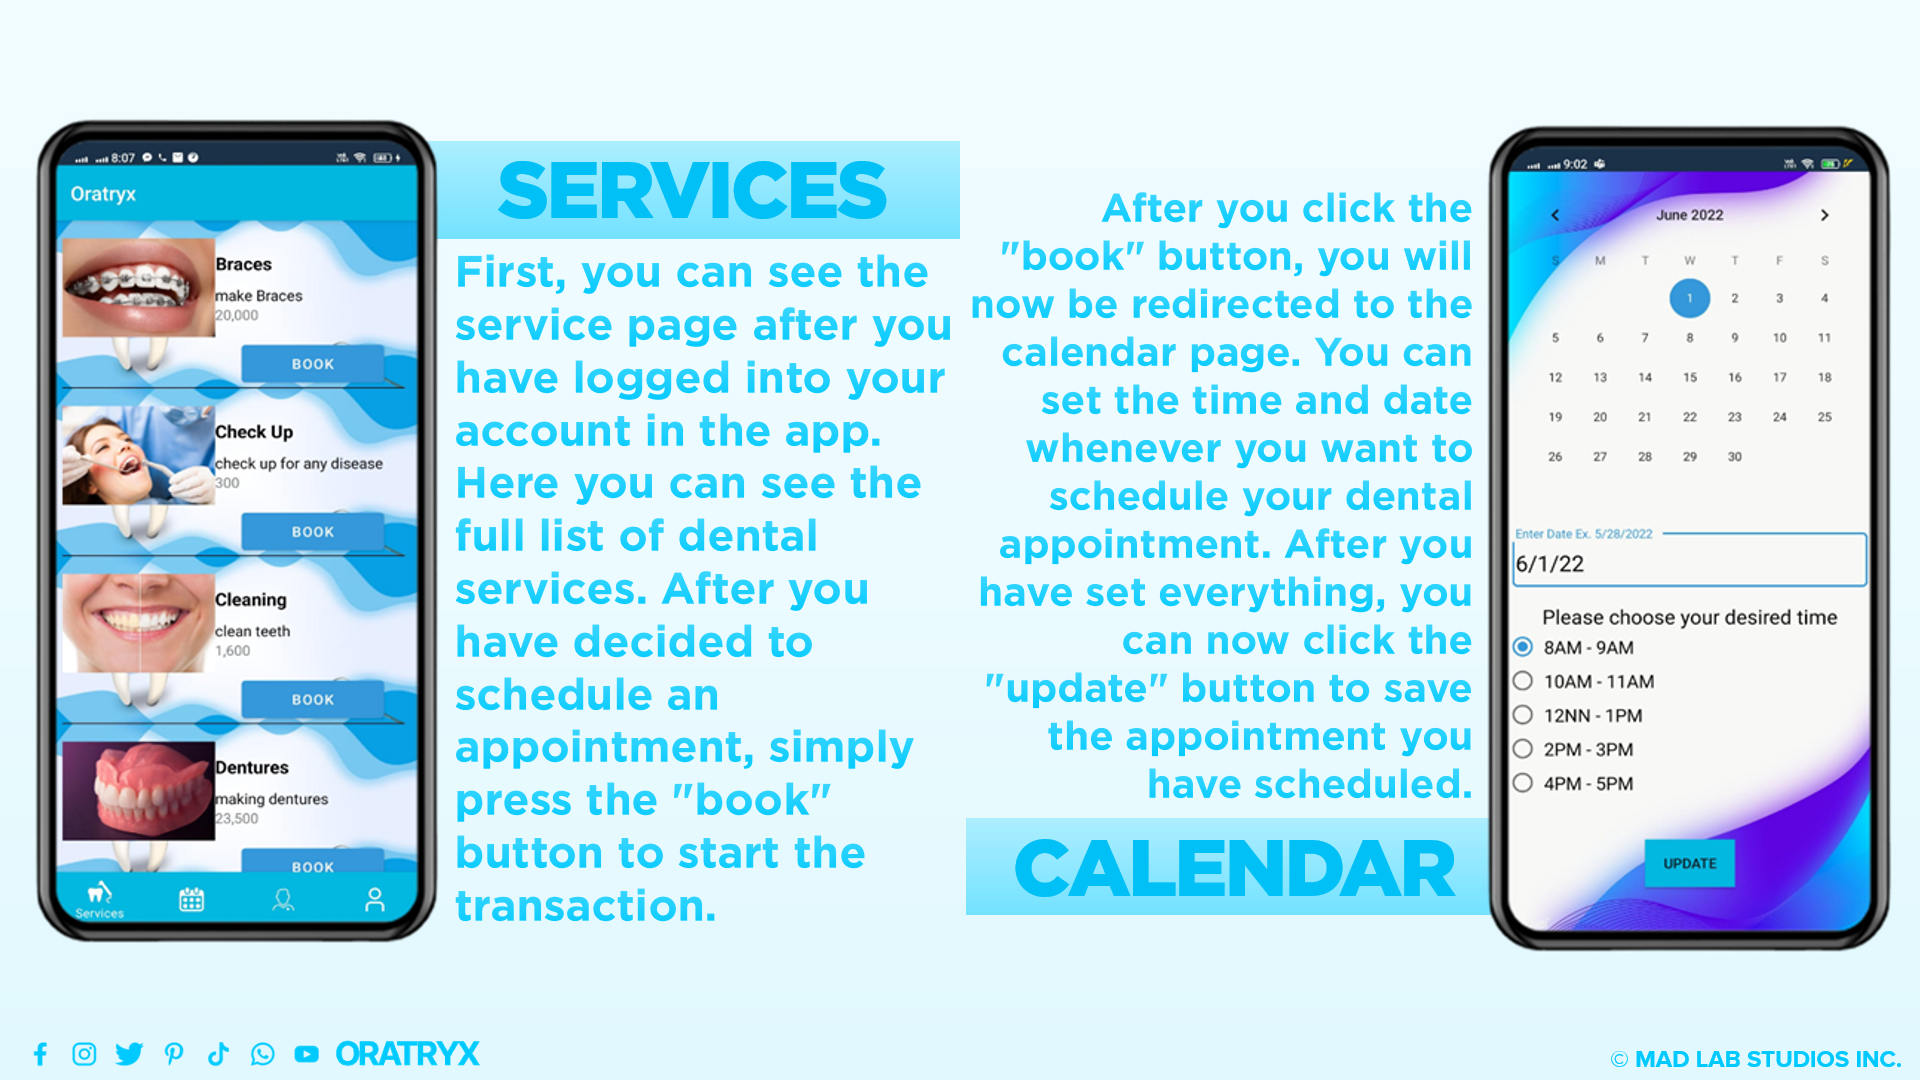 8:07
Oratryx
Braces
make Braces
20,000
BOOK
Check Up
check up for any disease
300
BOOK
Cleaning
clean teeth
1,600
BOOK
Dentures
making dentures
23,500
BOOK
Services
SERVICES
First, you can see the
service page after you
have logged into your
account in the app.
Here you can see the
full list of dental
services. After you
have decided to
schedule an
appointment, simply
press the "book"
button to start the
transaction.
After you click the
"book" button, you will
now be redirected to the
calendar page. You can
set the time and date
whenever you want to
schedule your dental
appointment. After you
have set everything, you
can now click the
"update" button to save
the appointment you
have scheduled.
CALENDAR
9:02
June 2022
S M T W T F S
1 2 3 4
5 6 7 8 9 10 11
12 13 14 15 16 17 18
19 20 21 22 23 24 25
26 27 28 29 30
Enter Date Ex. 5/28/2022
6/1/22
Please choose your desired time
8AM - 9AM
10AM - 11AM
12NN - 1PM
2PM - 3PM
4PM - 5PM
UPDATE
ORATRYX
© MAD LAB STUDIOS INC.